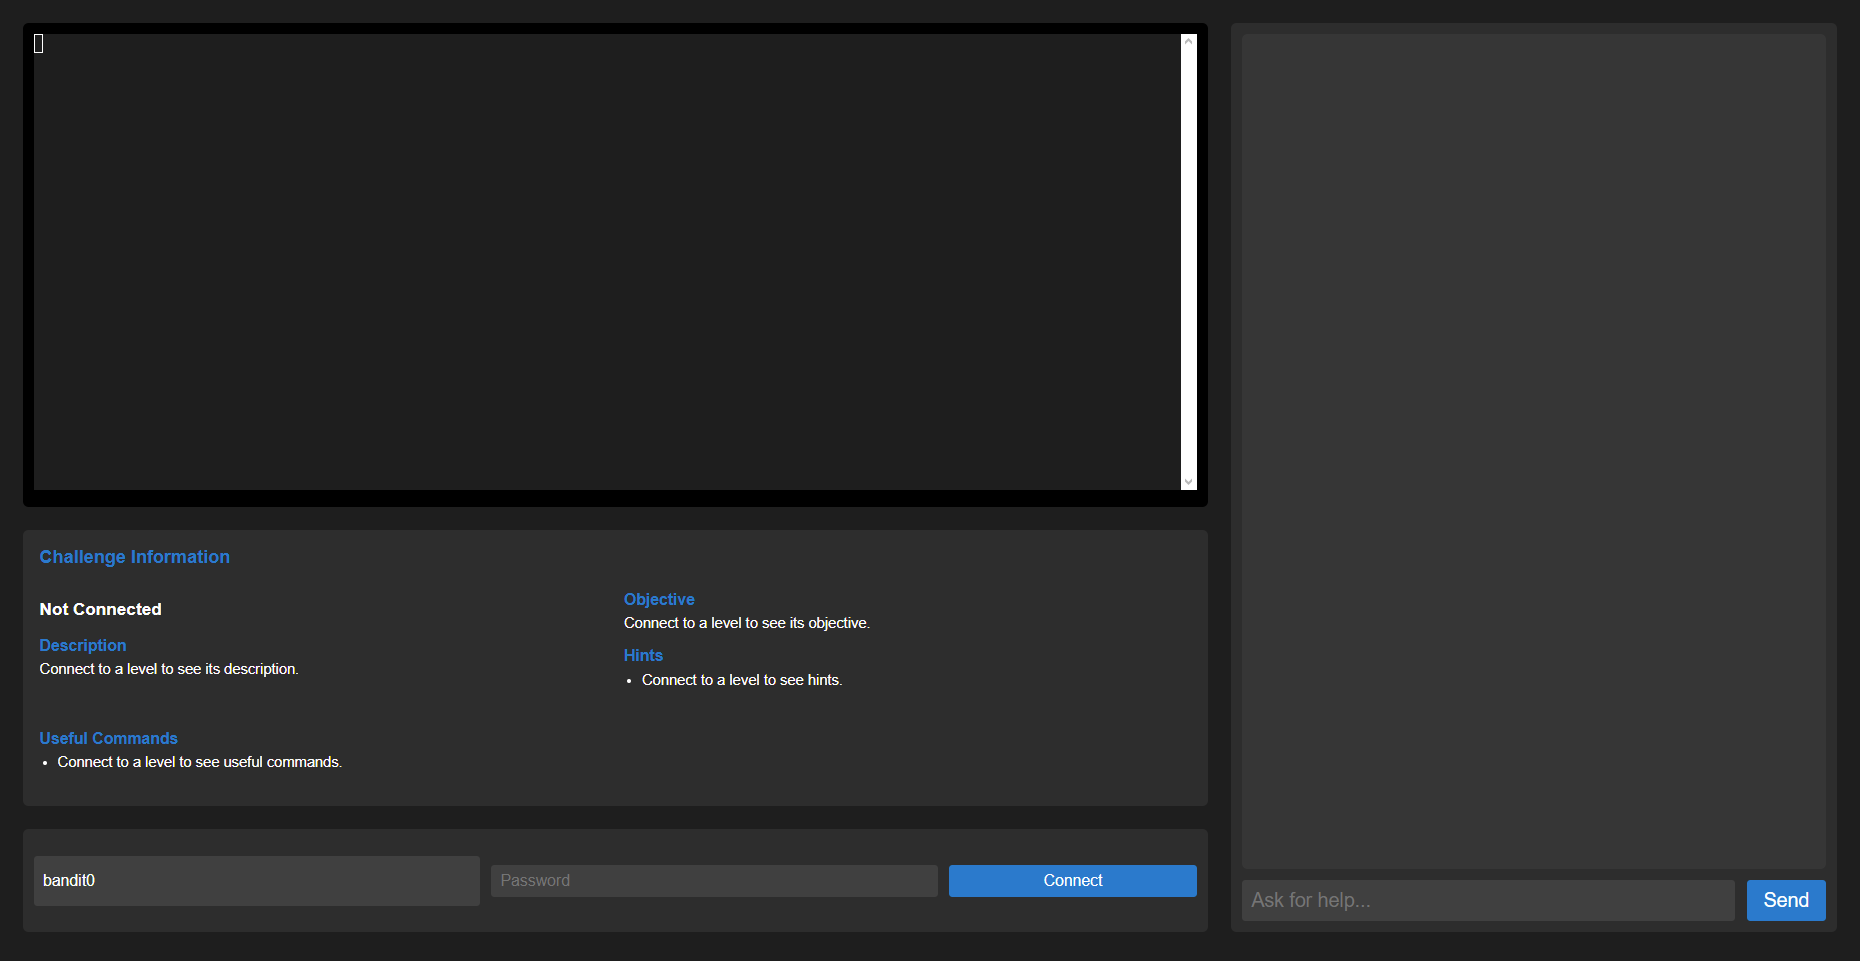 Challenge Information
Not Connected
Description
Connect to a level to see its description.
Objective
Connect to a level to see its objective.
Hints
• Connect to a level to see hints.
Useful Commands
• Connect to a level to see useful commands.
bandit0
Password
Connect
Ask for help...
Send